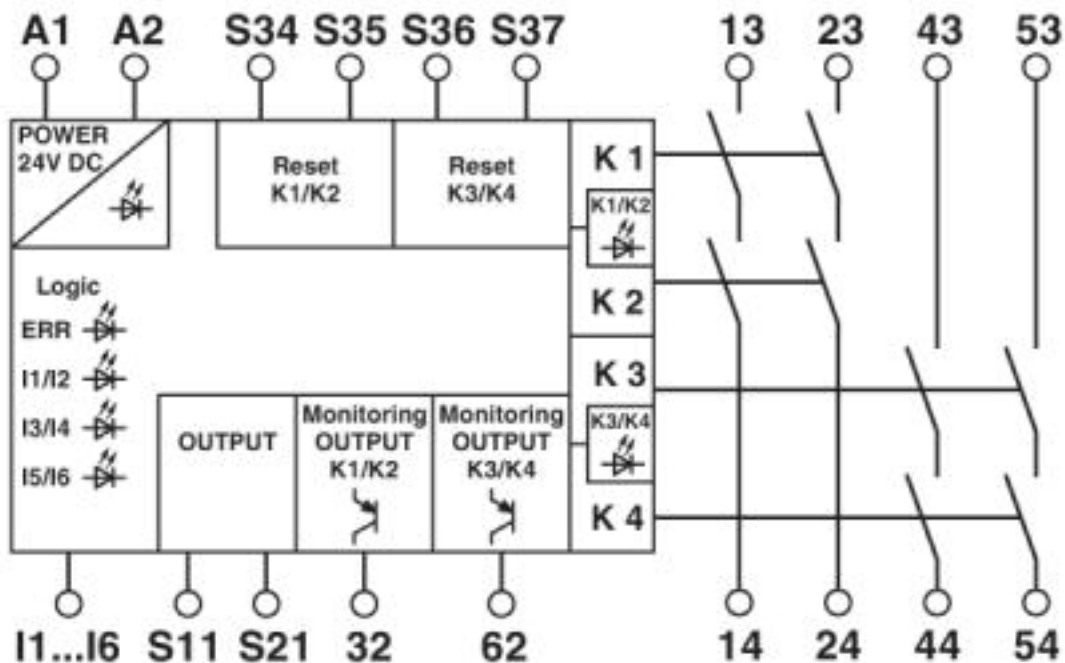 A1 A2 S34 S35 S36 S37 13 23 43 53
POWER
24V DC
Reset
K1/K2
Reset
K3/K4
K 1
K1/K2
K 2
Logic
ERR
I1/I2
I3/I4
I5/I6
K 3
K3/K4
K 4
OUTPUT
Monitoring
OUTPUT
K1/K2
Monitoring
OUTPUT
K3/K4
I1...I6 S11 S21 32 62 14 24 44 54